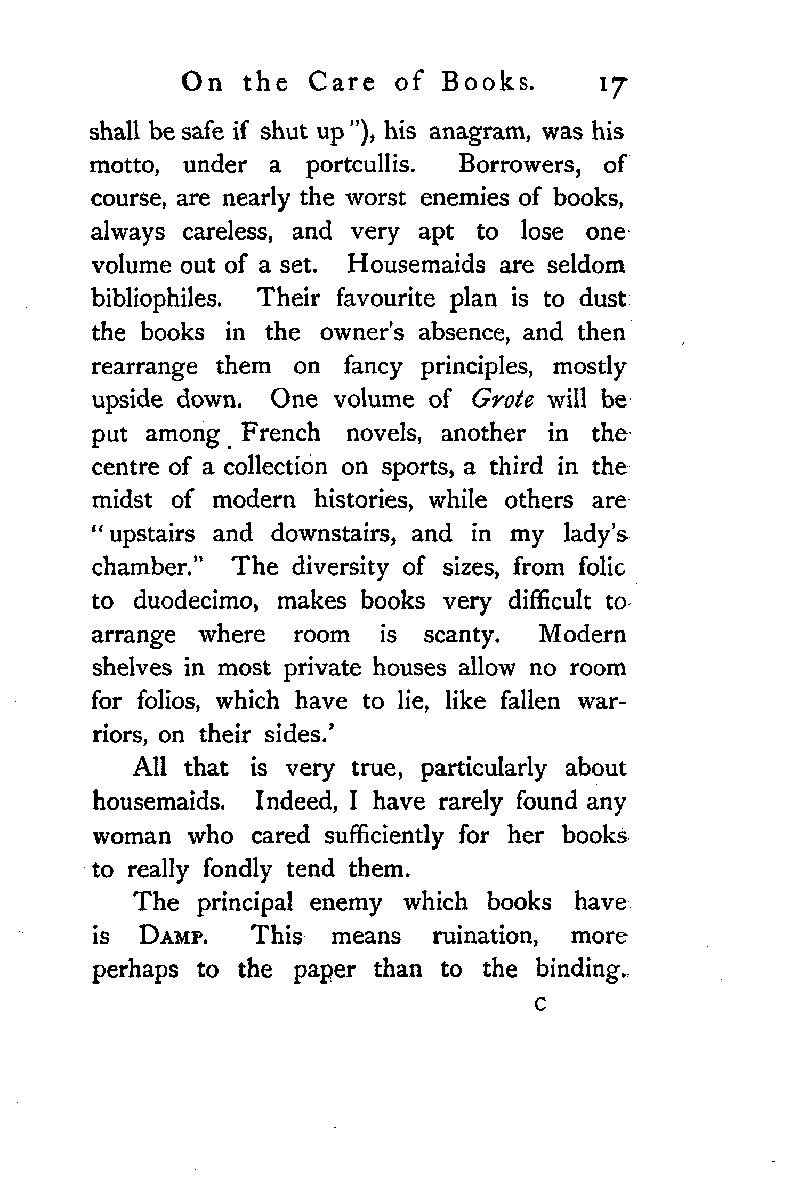 On the Care of Books. 17
shall be safe if shut up"), his anagram, was his
motto, under a portcullis. Borrowers, of
course, are nearly the worst enemies of books,
always careless, and very apt to lose one
volume out of a set. Housemaids are seldom
bibliophiles. Their favourite plan is to dust
the books in the owner's absence, and then
rearrange them on fancy principles, mostly
upside down. One volume of Grote will be
put among French novels, another in the
centre of a collection on sports, a third in the
midst of modern histories, while others are
"upstairs and downstairs, and in my lady's
chamber." The diversity of sizes, from folio
to duodecimo, makes books very difficult to
arrange where room is scanty. Modern
shelves in most private houses allow no room
for folios, which have to lie, like fallen war-
riors, on their sides.'
All that is very true, particularly about
housemaids. Indeed, I have rarely found any
woman who cared sufficiently for her books
to really fondly tend them.
The principal enemy which books have
is DAMP. This means ruination, more
perhaps to the paper than to the binding.
C